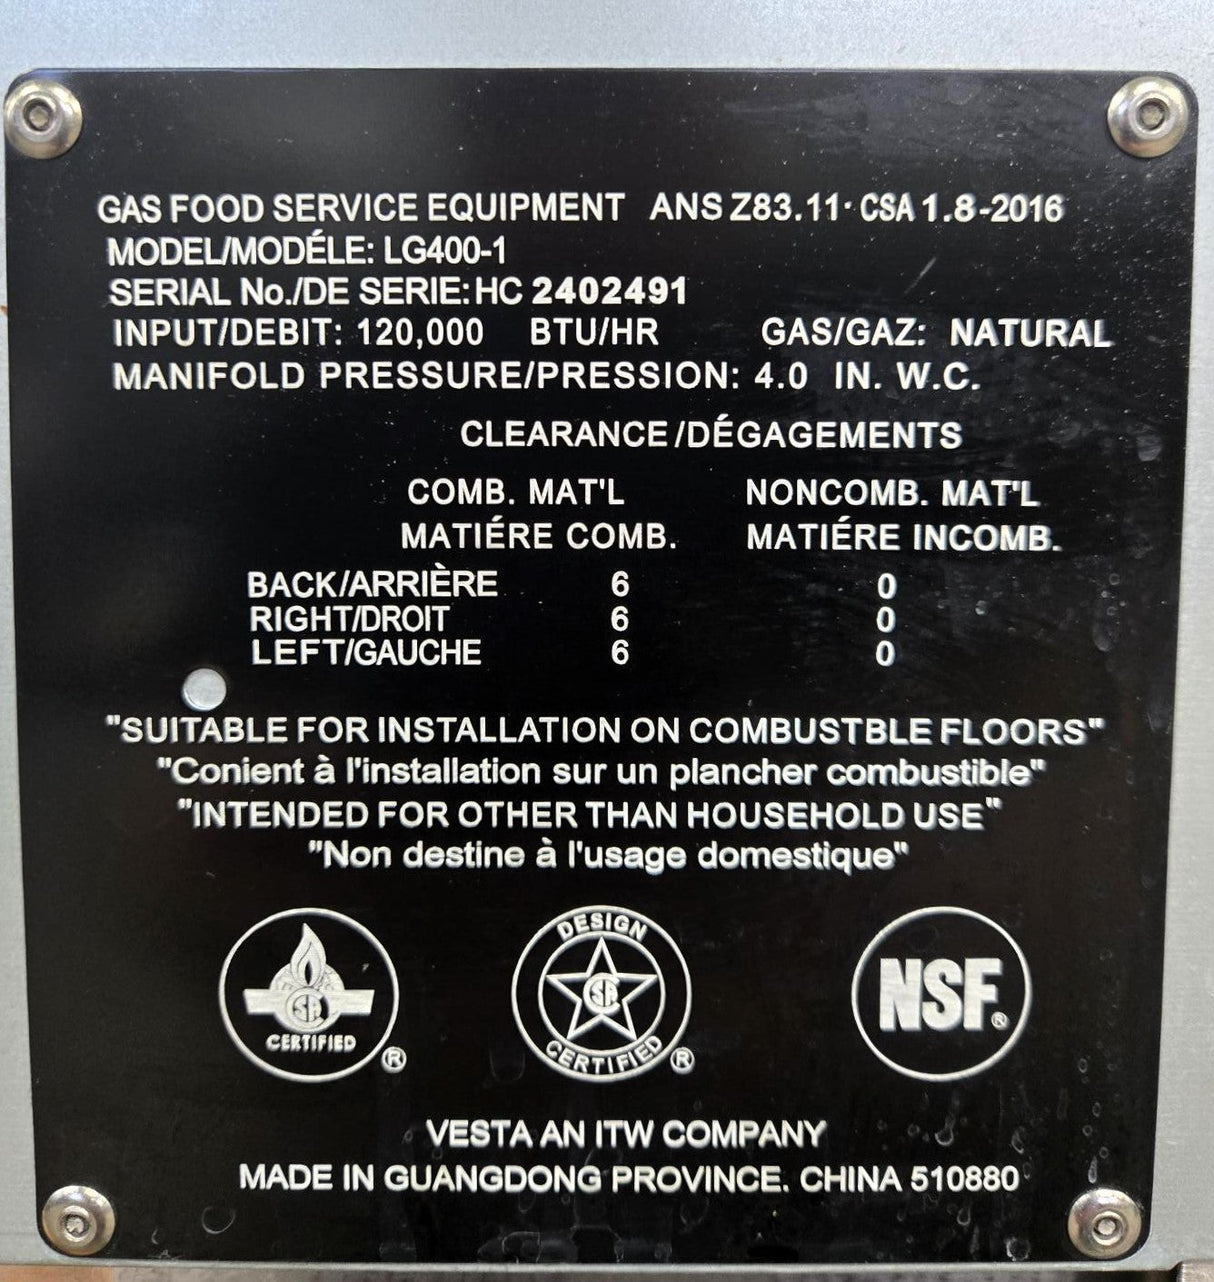 GAS FOOD SERVICE EQUIPMENT ANS Z83.11· CSA 1.8-2016
MODEL/MODÉLE: LG400-1
SERIAL No./DE SERIE: HC 2402491
INPUT/DEBIT: 120,000 BTU/HR GAS/GAZ: NATURAL
MANIFOLD PRESSURE/PRESSION: 4.0 IN. W.C.
CLEARANCE/DÉGAGEMENTS
COMB. MAT'L NONCOMB. MAT'L
MATIÉRE COMB. MATIÉRE INCOMB.
BACK/ARRIÈRE 6 0
RIGHT/DROIT 6 0
LEFT/GAUCHE 6 0
"SUITABLE FOR INSTALLATION ON COMBUSTBLE FLOORS"
"Conient à l'installation sur un plancher combustible"
"INTENDED FOR OTHER THAN HOUSEHOLD USE"
"Non destine à l'usage domestique"
CSA CERTIFIED ®
DESIGN CSA CERTIFIED ®
NSF®
VESTA AN ITW COMPANY
MADE IN GUANGDONG PROVINCE. CHINA 510880